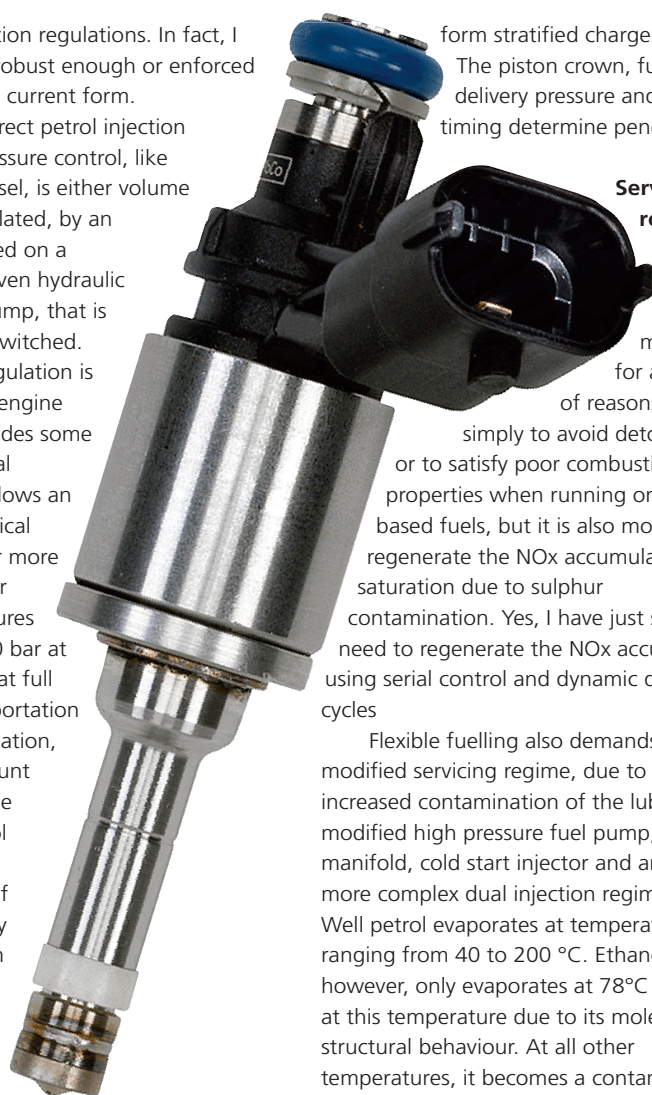 tion regulations. In fact, I
robust enough or enforced
current form.
rect petrol injection
ssure control, like
sel, is either volume
lated, by an
ed on a
ven hydraulic
mp, that is
witched.
gulation is
engine
des some
al
lows an
ical
r more
r
ures
0 bar at
at full
portation
ation,
unt
e
ol
f
y
n
form stratified charge
The piston crown, fu
delivery pressure and
timing determine pene
Serv
re
m
for a
of reasons
simply to avoid deto
or to satisfy poor combusti
properties when running on
based fuels, but it is also mo
regenerate the NOx accumula
saturation due to sulphur
contamination. Yes, I have just s
need to regenerate the NOx accu
using serial control and dynamic d
cycles
Flexible fuelling also demands
modified servicing regime, due to
increased contamination of the lub
modified high pressure fuel pump,
manifold, cold start injector and an
more complex dual injection regim
Well petrol evaporates at temperat
ranging from 40 to 200 °C. Ethano
however, only evaporates at 78°C
at this temperature due to its mole
structural behaviour. At all other
temperatures, it becomes a contam